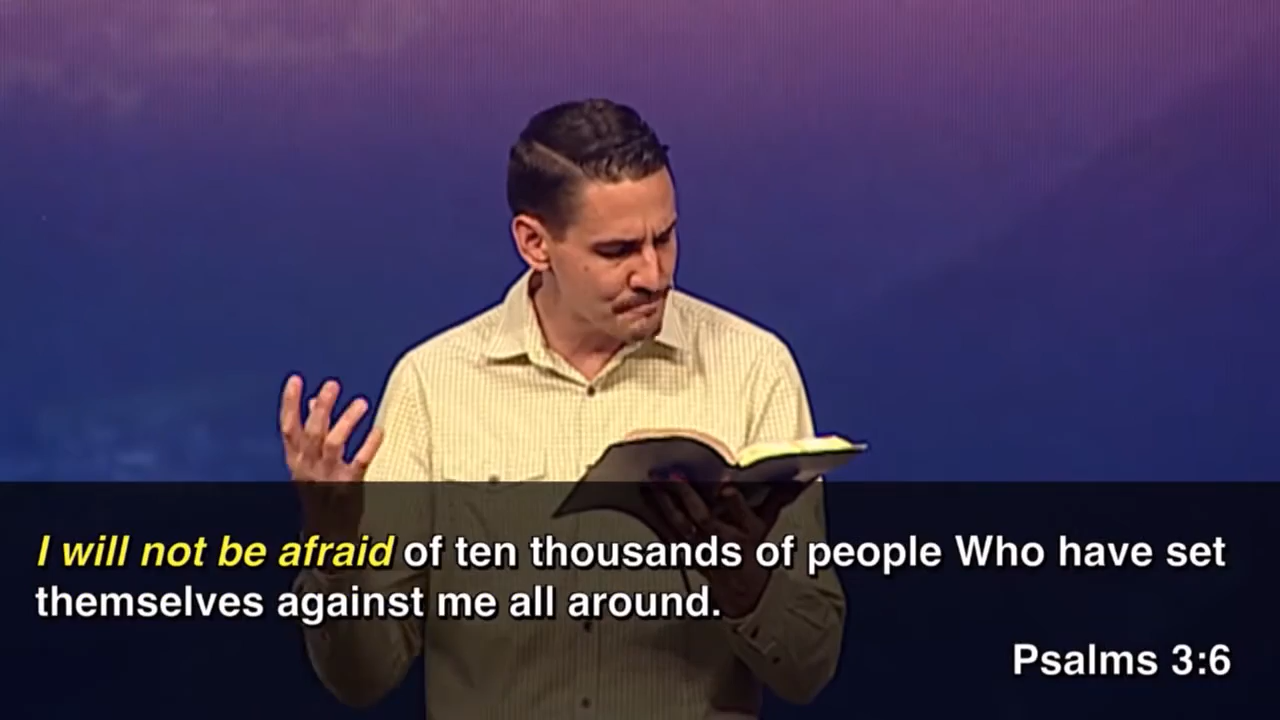 I will not be afraid of ten thousands of people Who have set
themselves against me all around.
Psalms 3:6